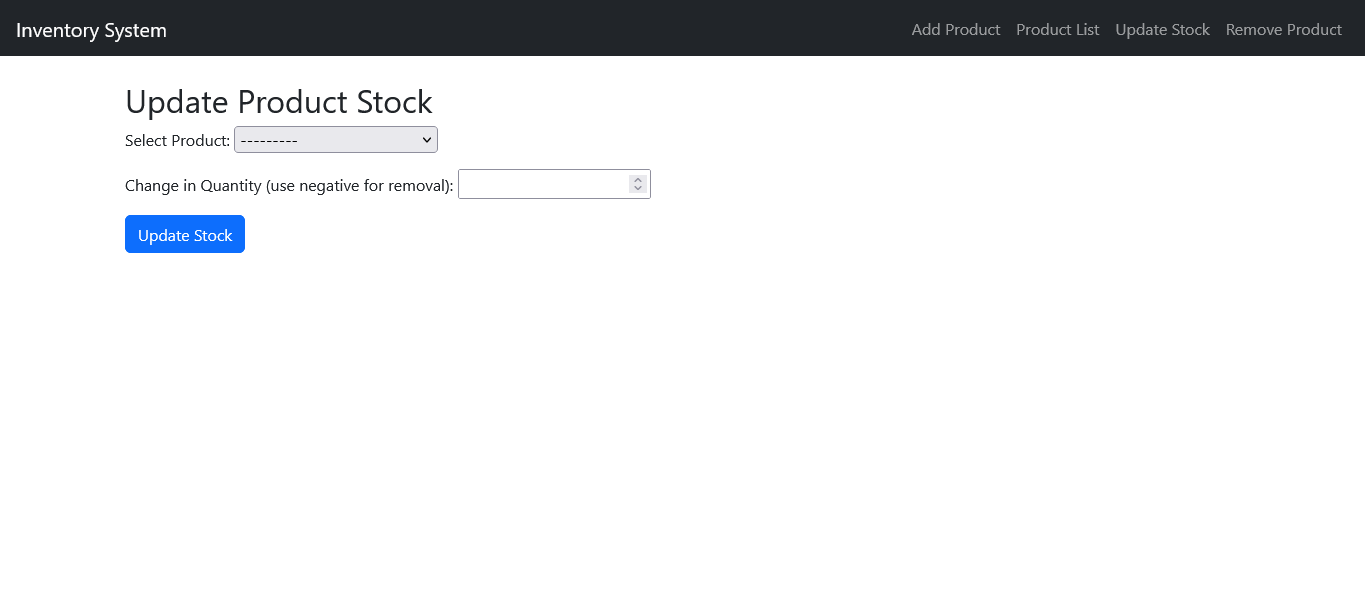 Inventory System
Add Product Product List Update Stock Remove Product
Update Product Stock
Select Product: ---------
Change in Quantity (use negative for removal):
Update Stock